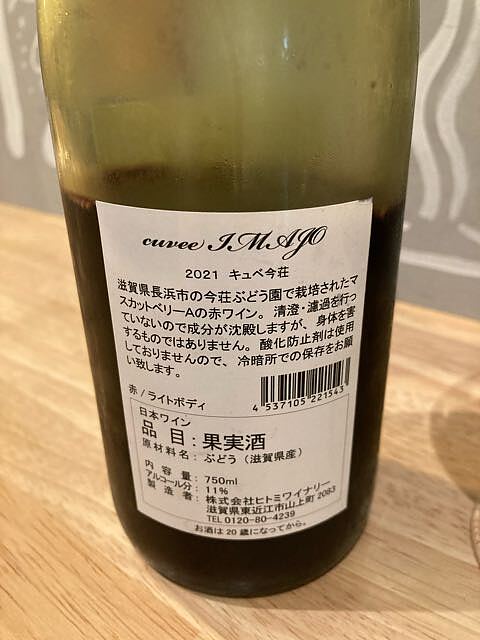 cuvee IMAJO
2021 キュベ今荘
滋賀県長浜市の今荘ぶどう園で栽培されたマ
スカットベリーAの赤ワイン。清澄・濾過を行っ
ていないので成分が沈殿しますが、身体を害
するものではありません。酸化防止剤は使用
しておりませんので、冷暗所での保存をお願
い致します。
赤/ライトボディ
4 537105 221543
日本ワイン
品 目：果実酒
原材料名：ぶどう（滋賀県産）
内 容 量：750ml
アルコール分：11%
製 造 者：株式会社ヒトミワイナリー
滋賀県東近江市山上町2083
TEL 0120-80-4239
お酒は20歳になってから。